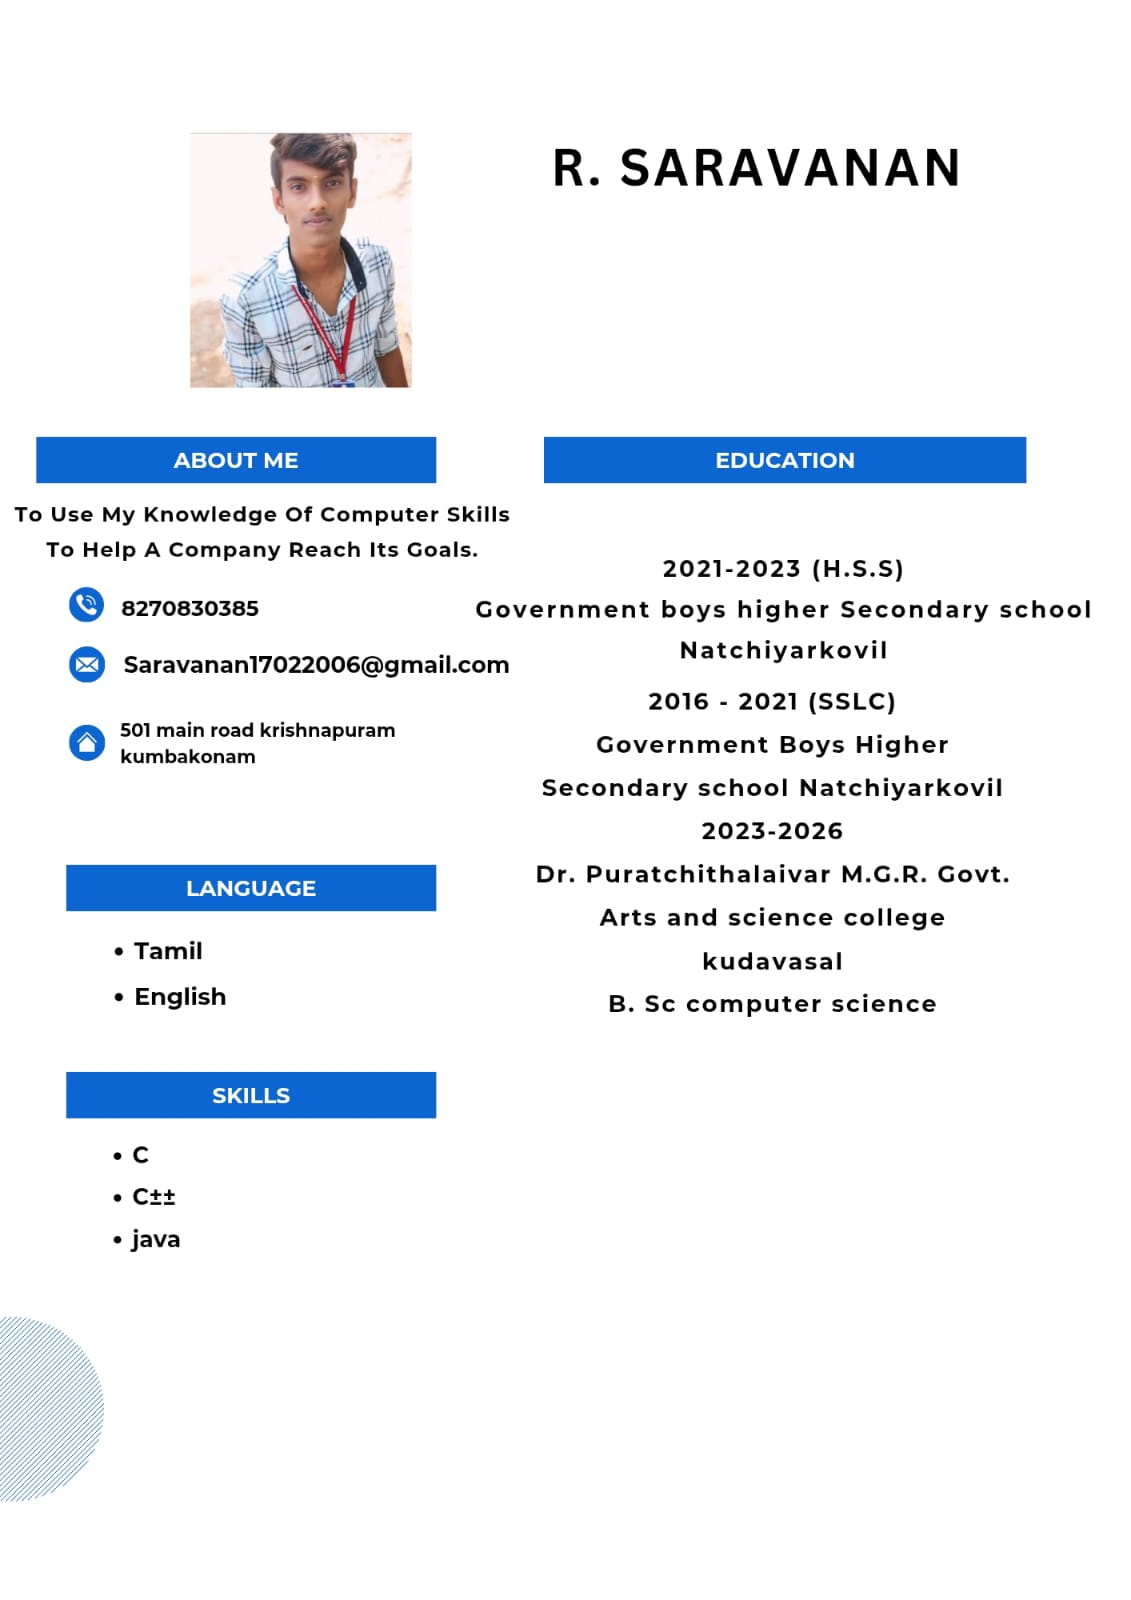 R. SARAVANAN
ABOUT ME
To Use My Knowledge Of Computer Skills
To Help A Company Reach Its Goals.
8270830385
Saravanan17022006@gmail.com
501 main road krishnapuram
kumbakonam
LANGUAGE
• Tamil
• English
SKILLS
• C
• C±±
• java
EDUCATION
2021-2023 (H.S.S)
Government boys higher Secondary school
Natchiyarkovil
2016 - 2021 (SSLC)
Government Boys Higher
Secondary school Natchiyarkovil
2023-2026
Dr. Puratchithalaivar M.G.R. Govt.
Arts and science college
kudavasal
B. Sc computer science